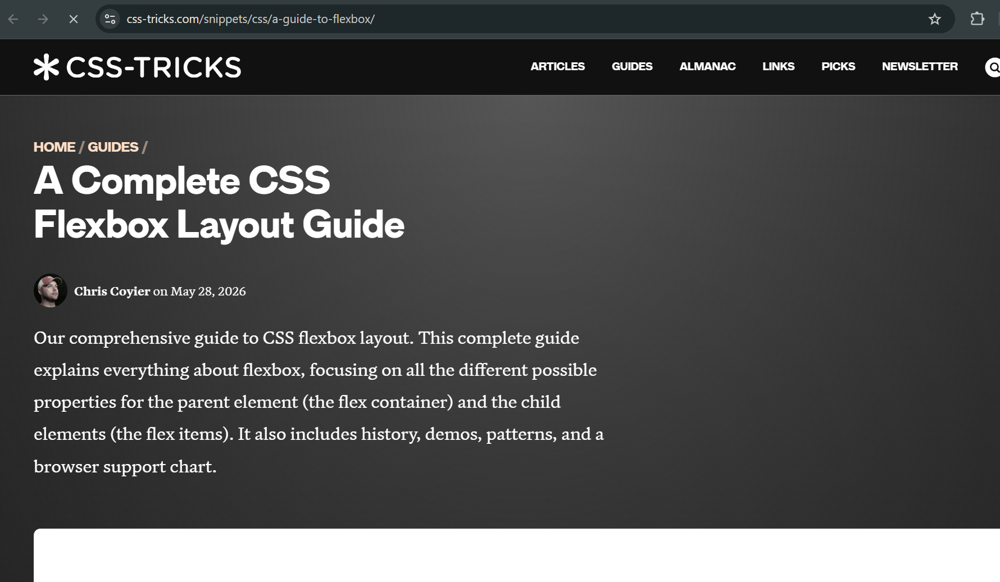 css-tricks.com/snippets/css/a-guide-to-flexbox/
CSS-TRICKS
ARTICLES GUIDES ALMANAC LINKS PICKS NEWSLETTER
HOME / GUIDES /
A Complete CSS
Flexbox Layout Guide
Chris Coyier on May 28, 2026
Our comprehensive guide to CSS flexbox layout. This complete guide
explains everything about flexbox, focusing on all the different possible
properties for the parent element (the flex container) and the child
elements (the flex items). It also includes history, demos, patterns, and a
browser support chart.